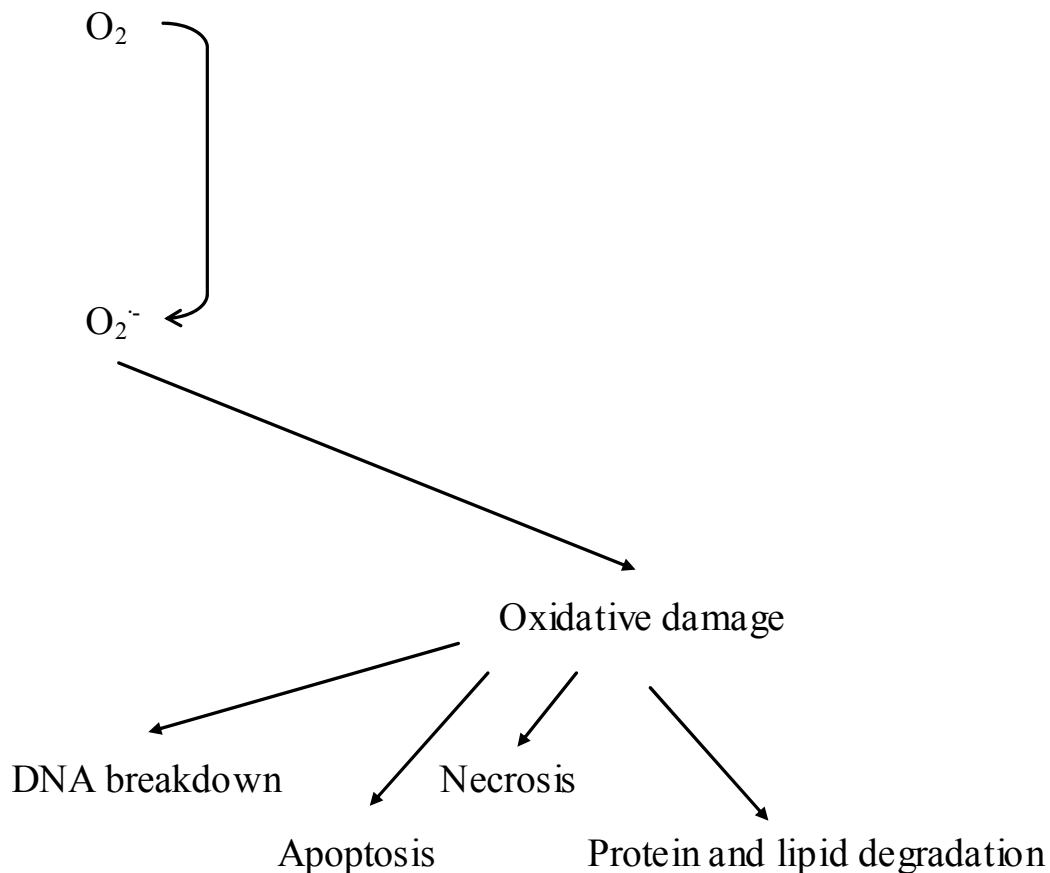 O₂
O₂·-
Oxidative damage
DNA breakdown
Necrosis
Apoptosis
Protein and lipid degradation